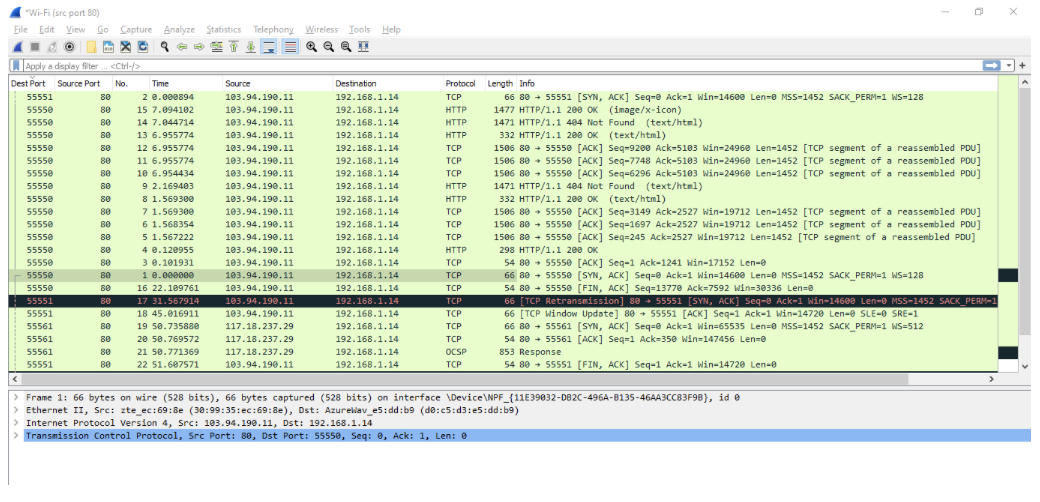 *Wi-Fi (src port 80)
File Edit View Go Capture Analyze Statistics Telephony Wireless Tools Help
Apply a display filter ... <Ctrl-/>
Dest Port Source Port No. Time Source Destination Protocol Length Info
55551 80 2 0.000894 103.94.190.11 192.168.1.14 TCP 66 80 → 55551 [SYN, ACK] Seq=0 Ack=1 Win=14600 Len=0 MSS=1452 SACK_PERM=1 WS=128
55550 80 15 7.094102 103.94.190.11 192.168.1.14 HTTP 1477 HTTP/1.1 200 OK (image/x-icon)
55550 80 14 7.044714 103.94.190.11 192.168.1.14 HTTP 1471 HTTP/1.1 404 Not Found (text/html)
55550 80 13 6.955774 103.94.190.11 192.168.1.14 HTTP 332 HTTP/1.1 200 OK (text/html)
55550 80 12 6.955774 103.94.190.11 192.168.1.14 TCP 1506 80 → 55550 [ACK] Seq=9200 Ack=5103 Win=24960 Len=1452 [TCP segment of a reassembled PDU]
55550 80 11 6.955774 103.94.190.11 192.168.1.14 TCP 1506 80 → 55550 [ACK] Seq=7748 Ack=5103 Win=24960 Len=1452 [TCP segment of a reassembled PDU]
55550 80 10 6.954434 103.94.190.11 192.168.1.14 TCP 1506 80 → 55550 [ACK] Seq=6296 Ack=5103 Win=24960 Len=1452 [TCP segment of a reassembled PDU]
55550 80 9 2.169403 103.94.190.11 192.168.1.14 HTTP 1471 HTTP/1.1 404 Not Found (text/html)
55550 80 8 1.569300 103.94.190.11 192.168.1.14 HTTP 332 HTTP/1.1 200 OK (text/html)
55550 80 7 1.569300 103.94.190.11 192.168.1.14 TCP 1506 80 → 55550 [ACK] Seq=3149 Ack=2527 Win=19712 Len=1452 [TCP segment of a reassembled PDU]
55550 80 6 1.568354 103.94.190.11 192.168.1.14 TCP 1506 80 → 55550 [ACK] Seq=1697 Ack=2527 Win=19712 Len=1452 [TCP segment of a reassembled PDU]
55550 80 5 1.567222 103.94.190.11 192.168.1.14 TCP 1506 80 → 55550 [ACK] Seq=245 Ack=2527 Win=19712 Len=1452 [TCP segment of a reassembled PDU]
55550 80 4 0.120955 103.94.190.11 192.168.1.14 HTTP 298 HTTP/1.1 200 OK
55550 80 3 0.101931 103.94.190.11 192.168.1.14 TCP 54 80 → 55550 [ACK] Seq=1 Ack=1241 Win=17152 Len=0
55550 80 1 0.000000 103.94.190.11 192.168.1.14 TCP 66 80 → 55550 [SYN, ACK] Seq=0 Ack=1 Win=14600 Len=0 MSS=1452 SACK_PERM=1 WS=128
55550 80 16 22.109761 103.94.190.11 192.168.1.14 TCP 54 80 → 55550 [FIN, ACK] Seq=13770 Ack=7592 Win=30336 Len=0
55551 80 17 31.567914 103.94.190.11 192.168.1.14 TCP 66 [TCP Retransmission] 80 → 55551 [SYN, ACK] Seq=0 Ack=1 Win=14600 Len=0 MSS=1452 SACK_PERM=1
55551 80 18 45.016911 103.94.190.11 192.168.1.14 TCP 66 [TCP Window Update] 80 → 55551 [ACK] Seq=1 Ack=1 Win=14720 Len=0 SLE=0 SRE=1
55561 80 19 50.735880 117.18.237.29 192.168.1.14 TCP 66 80 → 55561 [SYN, ACK] Seq=0 Ack=1 Win=65535 Len=0 MSS=1452 SACK_PERM=1 WS=512
55561 80 20 50.769572 117.18.237.29 192.168.1.14 TCP 54 80 → 55561 [ACK] Seq=1 Ack=350 Win=147456 Len=0
55561 80 21 50.771369 117.18.237.29 192.168.1.14 OCSP 853 Response
55551 80 22 51.607571 103.94.190.11 192.168.1.14 TCP 54 80 → 55551 [FIN, ACK] Seq=1 Ack=1 Win=14720 Len=0
Frame 1: 66 bytes on wire (528 bits), 66 bytes captured (528 bits) on interface \Device\NPF_{11E39032-DB2C-496A-B135-46AA3CC83F9B}, id 0
Ethernet II, Src: zte_ec:69:8e (30:99:35:ec:69:8e), Dst: AzureWav_e5:dd:b9 (d0:c5:d3:e5:dd:b9)
Internet Protocol Version 4, Src: 103.94.190.11, Dst: 192.168.1.14
Transmission Control Protocol, Src Port: 80, Dst Port: 55550, Seq: 0, Ack: 1, Len: 0